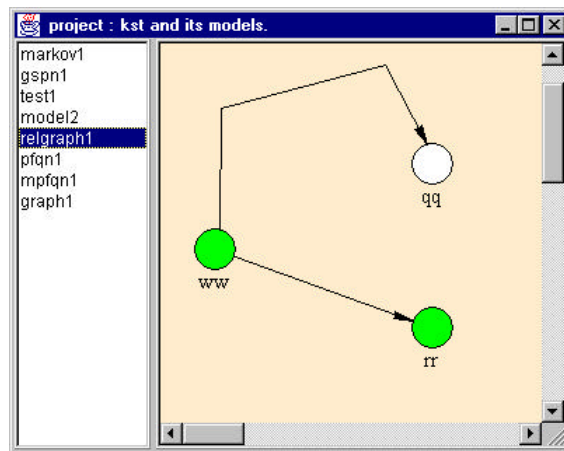 project : kst and its models.
markov1
gspn1
test1
model2
relgraph1
pfqn1
mpfqn1
graph1
qq
ww
rr